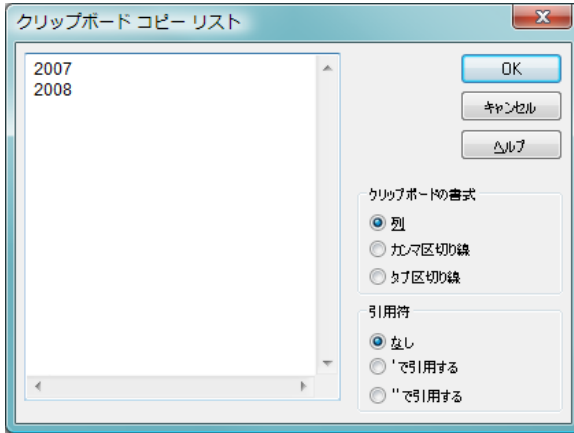 クリップボード コピー リスト
2007
2008
OK
キャンセル
ヘルプ
クリップボードの書式
列
カンマ区切り線
タブ区切り線
引用符
なし
'で引用する
"で引用する